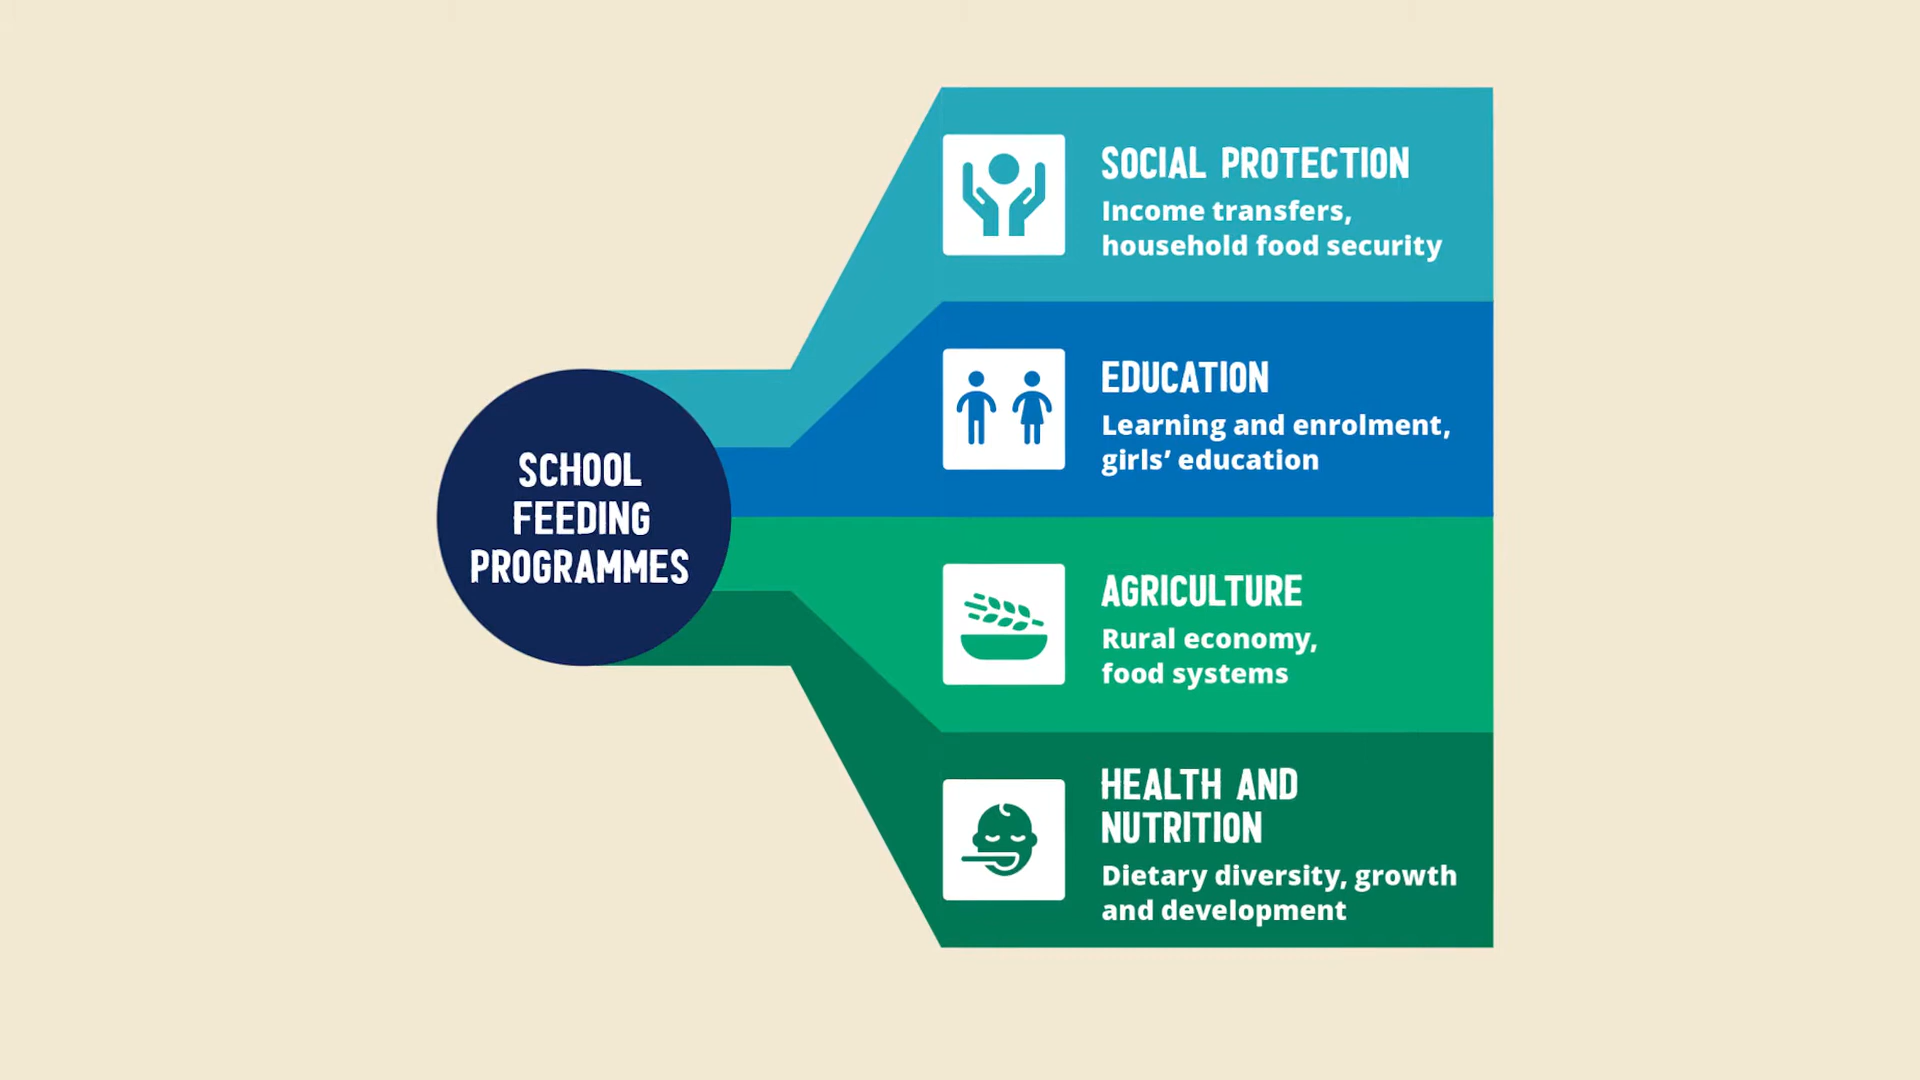 SCHOOL
FEEDING
PROGRAMMES
SOCIAL PROTECTION
Income transfers,
household food security
EDUCATION
Learning and enrolment,
girls’ education
AGRICULTURE
Rural economy,
food systems
HEALTH AND
NUTRITION
Dietary diversity, growth
and development